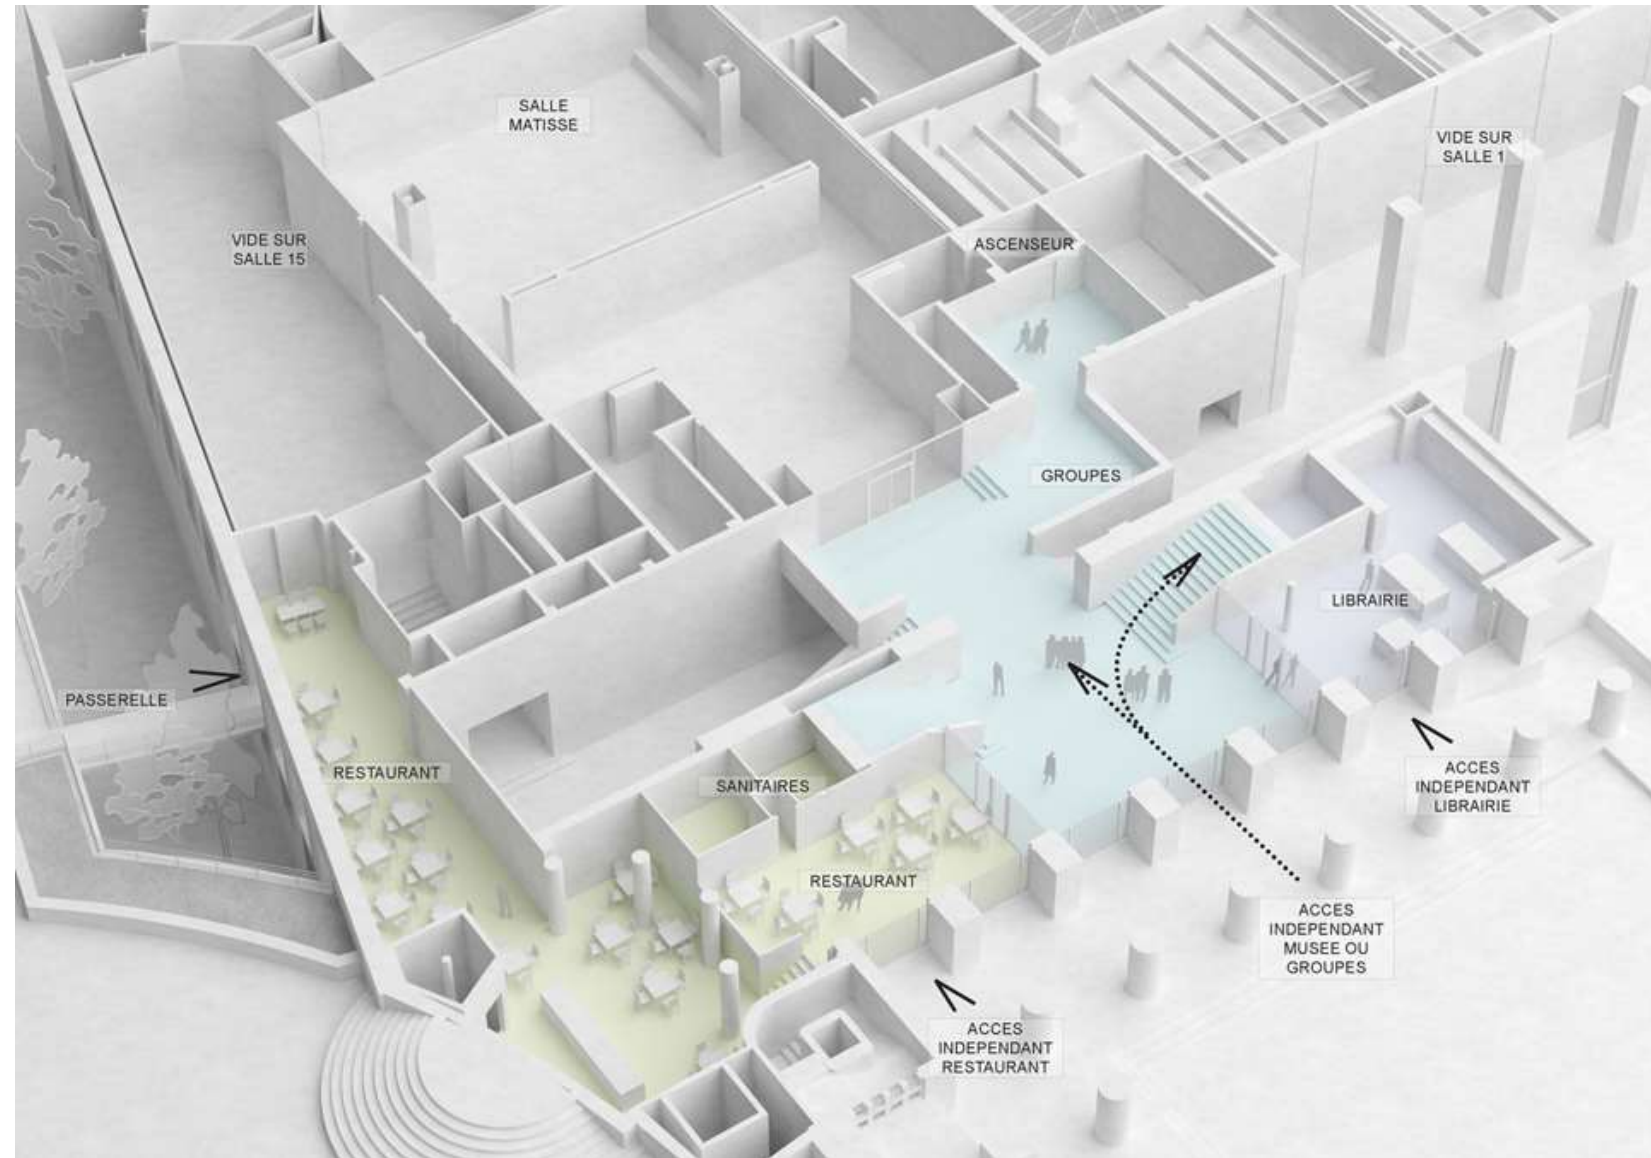 SALLE
MATISSE
VIDE SUR
SALLE 1
VIDE SUR
SALLE 15
ASCENSEUR
GROUPES
LIBRAIRIE
PASSERELLE
RESTAURANT
SANITAIRES
ACCES
INDEPENDANT
LIBRAIRIE
RESTAURANT
ACCES
INDEPENDANT
MUSEE OU
GROUPES
ACCES
INDEPENDANT
RESTAURANT